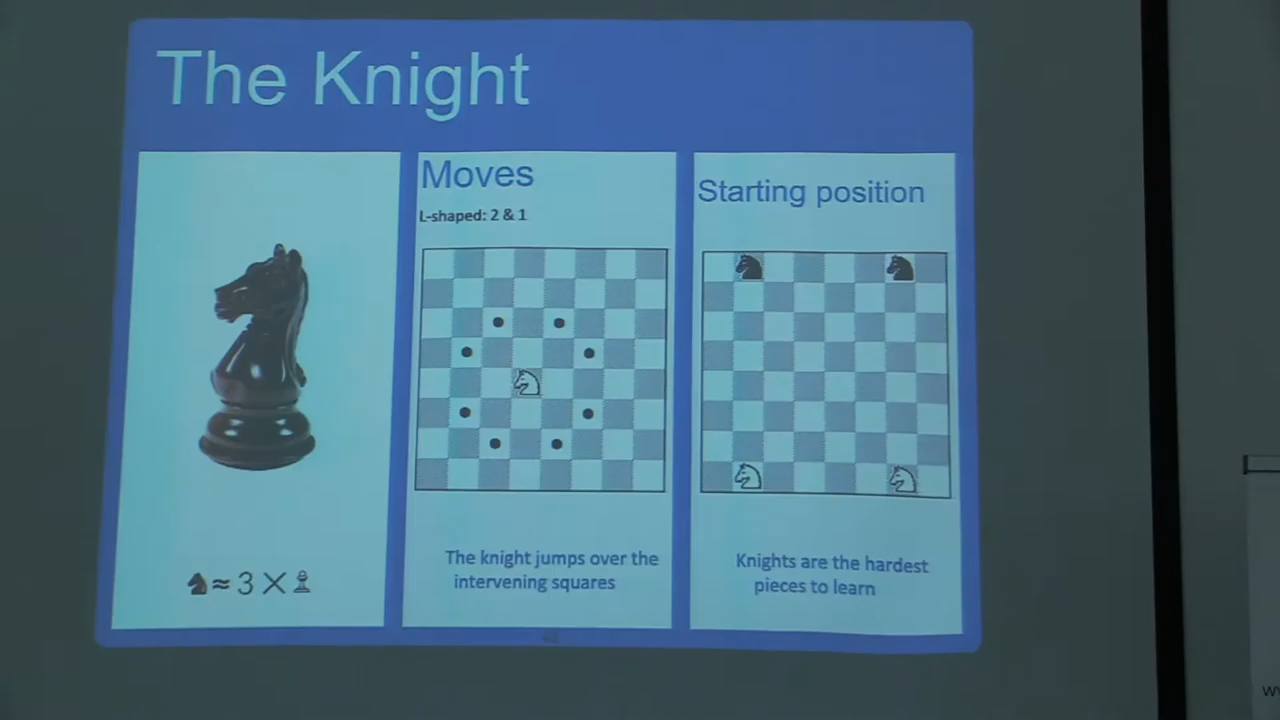 The Knight
Moves
L-shaped: 2 & 1
The knight jumps over the
intervening squares
Starting position
Knights are the hardest
pieces to learn
♞≈ 3 X ♙